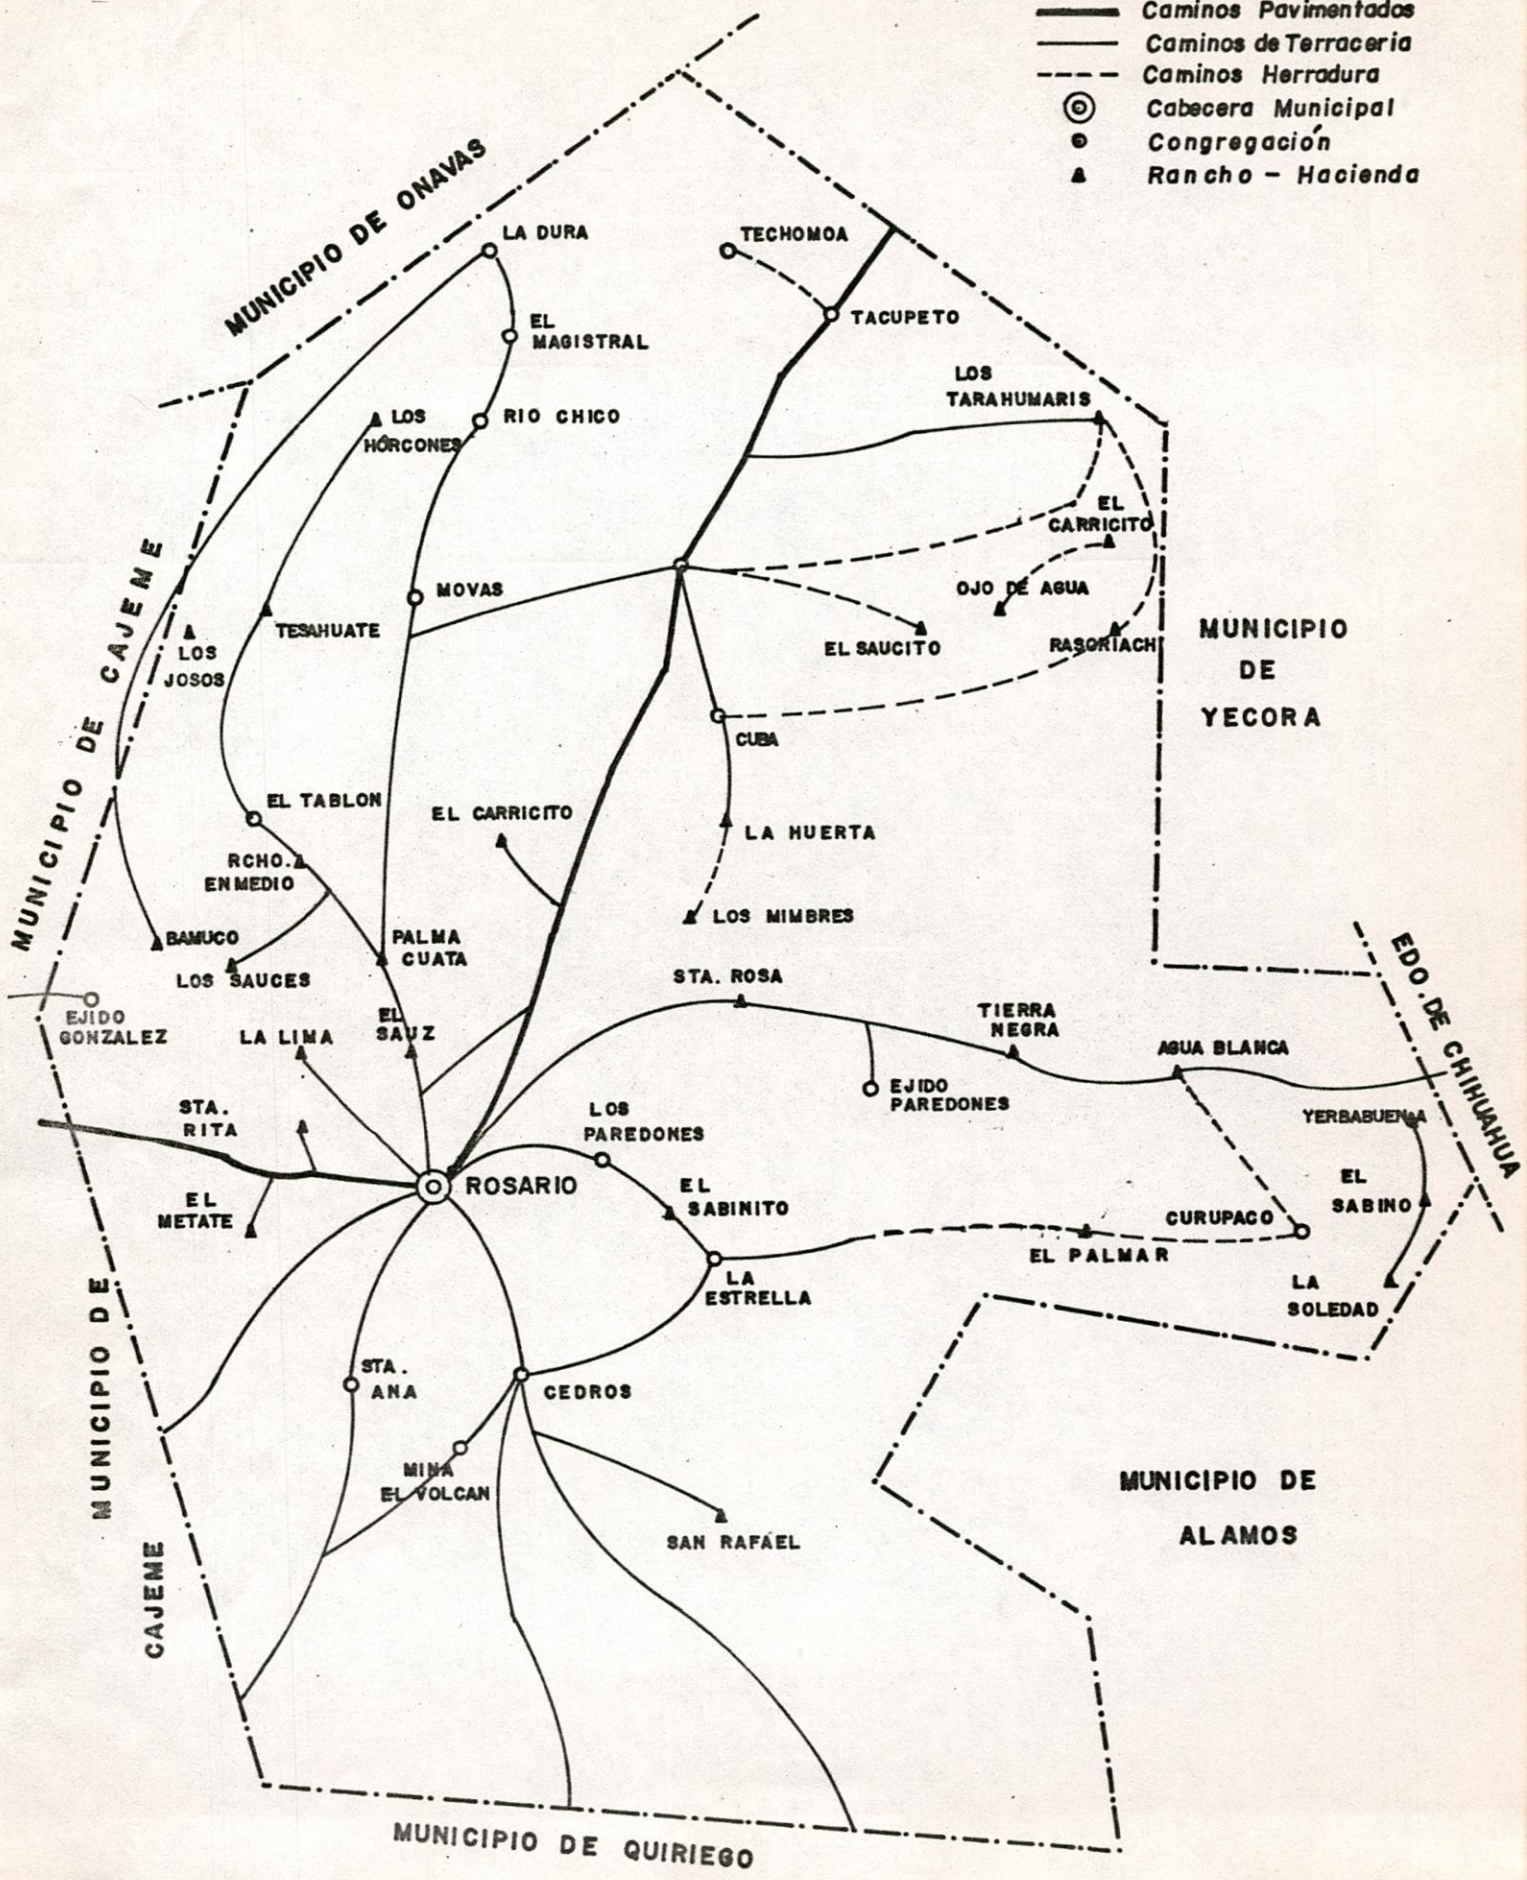 Caminos Pavimentados
Caminos de Terraceria
Caminos Herradura
Cabecera Municipal
Congregación
Rancho - Hacienda
MUNICIPIO DE ONAVAS
LA DURA
TECHOMOA
EL
MAGISTRAL
TACUPETO
LOS
TARAHUMARIS
LOS
HORCONES
RIO CHICO
EL
CARRICITO
MOVAS
OJO DE AGUA
TESAHUATE
EL SAUCITO
RASORIACH
LOS
JOSOS
MUNICIPIO DE CAJEME
MUNICIPIO
DE
YECORA
CUBA
EL TABLON
EL CARRICITO
LA HUERTA
RCHO.
EN MEDIO
LOS MIMBRES
BAMUCO
PALMA
CUATA
LOS SAUCES
STA. ROSA
EDO. DE CHIHUAHUA
EJIDO
GONZALEZ
LA LIMA
EL
SAUZ
TIERRA
NEGRA
AGUA BLANCA
EJIDO
PAREDONES
YERBABUENA
STA.
RITA
LOS
PAREDONES
ROSARIO
EL
SABINITO
EL
SABINO
EL
METATE
CURUPACO
EL PALMAR
LA
ESTRELLA
LA
SOLEDAD
MUNICIPIO DE
CAJEME
STA.
ANA
CEDROS
MINA
EL VOLCAN
SAN RAFAEL
MUNICIPIO DE
ALAMOS
MUNICIPIO DE QUIRIEGO